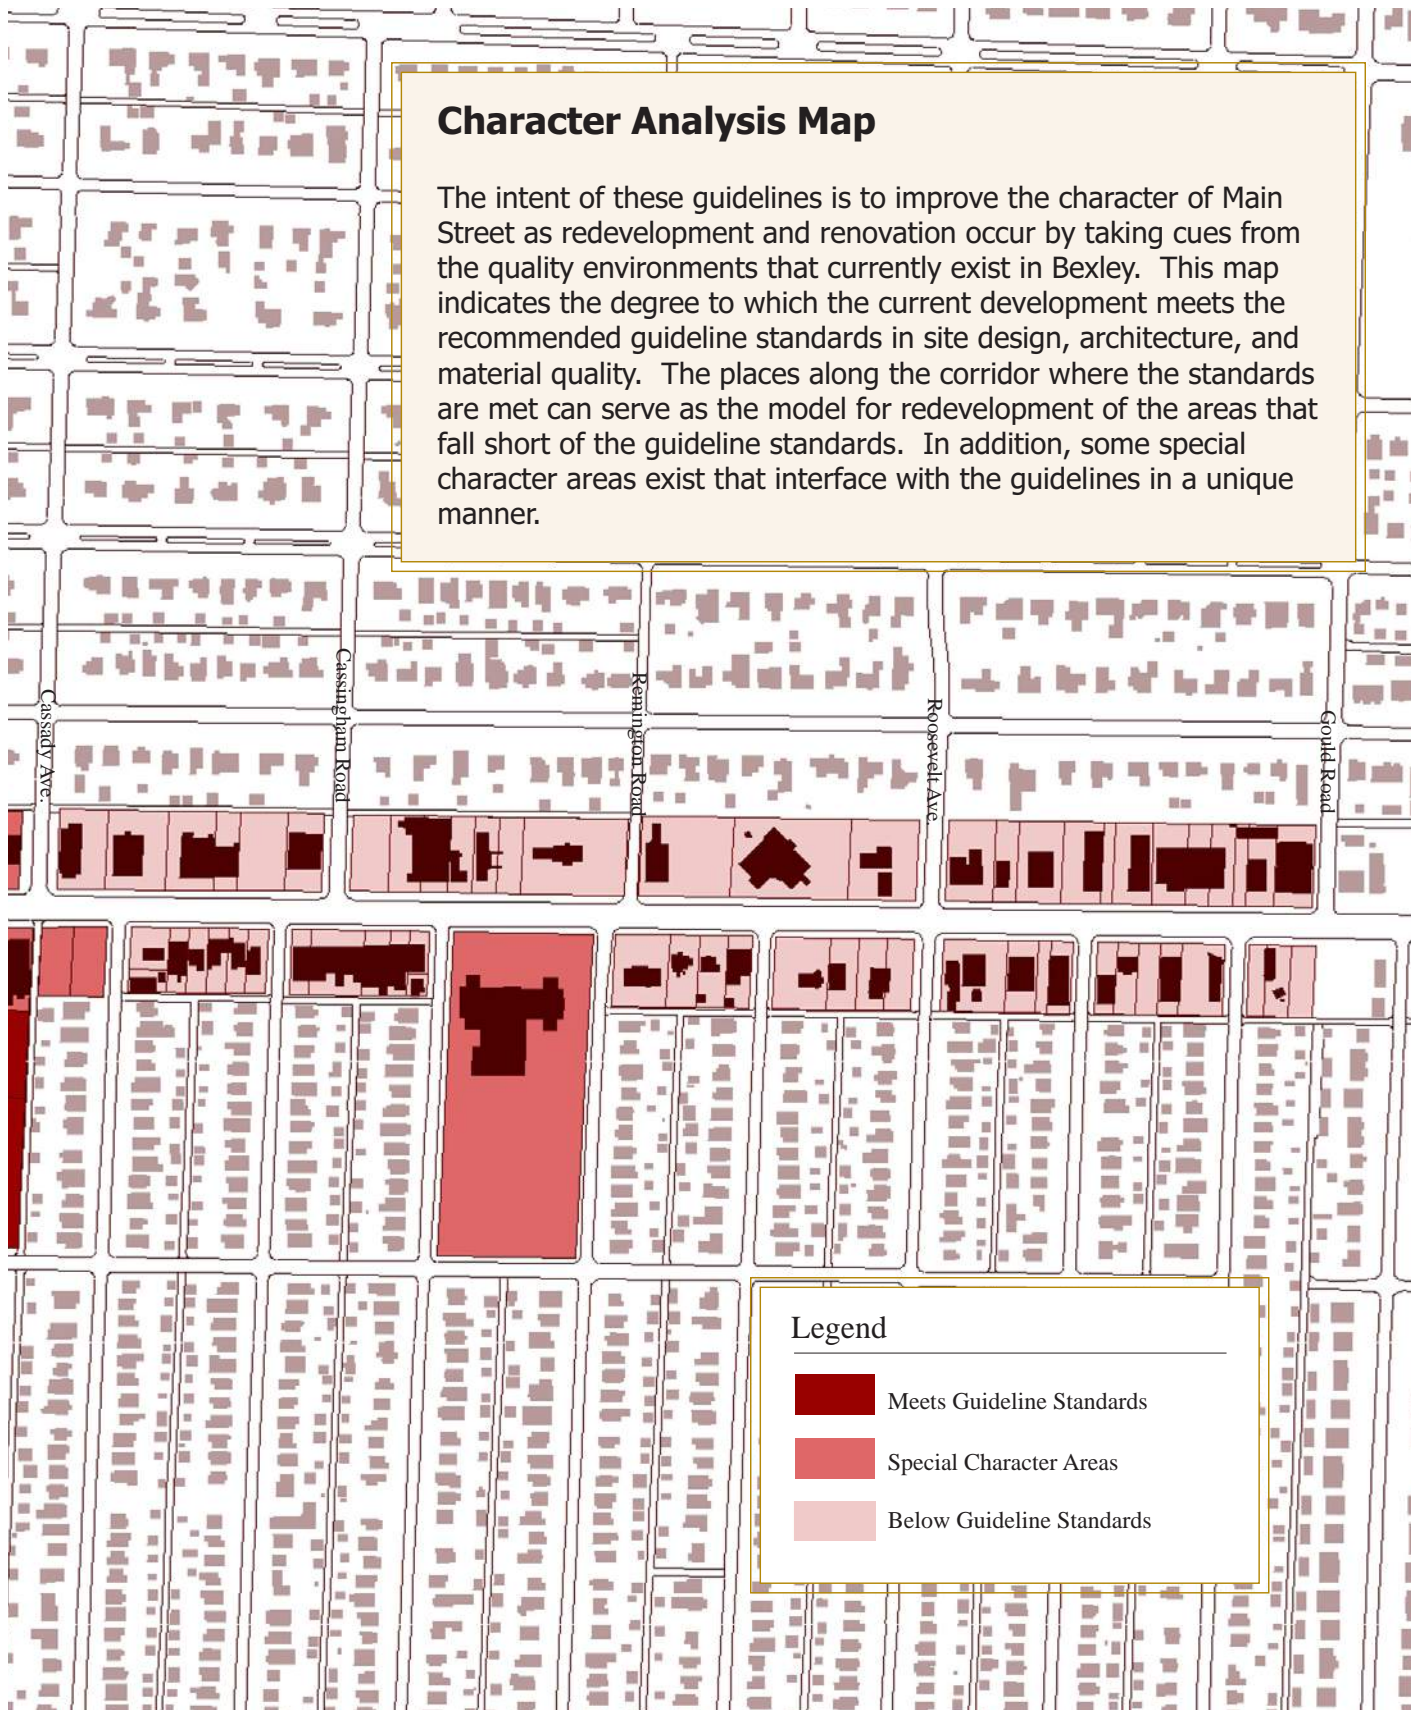 Character Analysis Map
The intent of these guidelines is to improve the character of Main
Street as redevelopment and renovation occur by taking cues from
the quality environments that currently exist in Bexley.  This map
indicates the degree to which the current development meets the
recommended guideline standards in site design, architecture, and
material quality.  The places along the corridor where the standards
are met can serve as the model for redevelopment of the areas that
fall short of the guideline standards.  In addition, some special
character areas exist that interface with the guidelines in a unique
manner.
Cassady Ave.
Cassingham Road
Remington Road
Roosevelt Ave.
Gould Road
Legend
Meets Guideline Standards
Special Character Areas
Below Guideline Standards